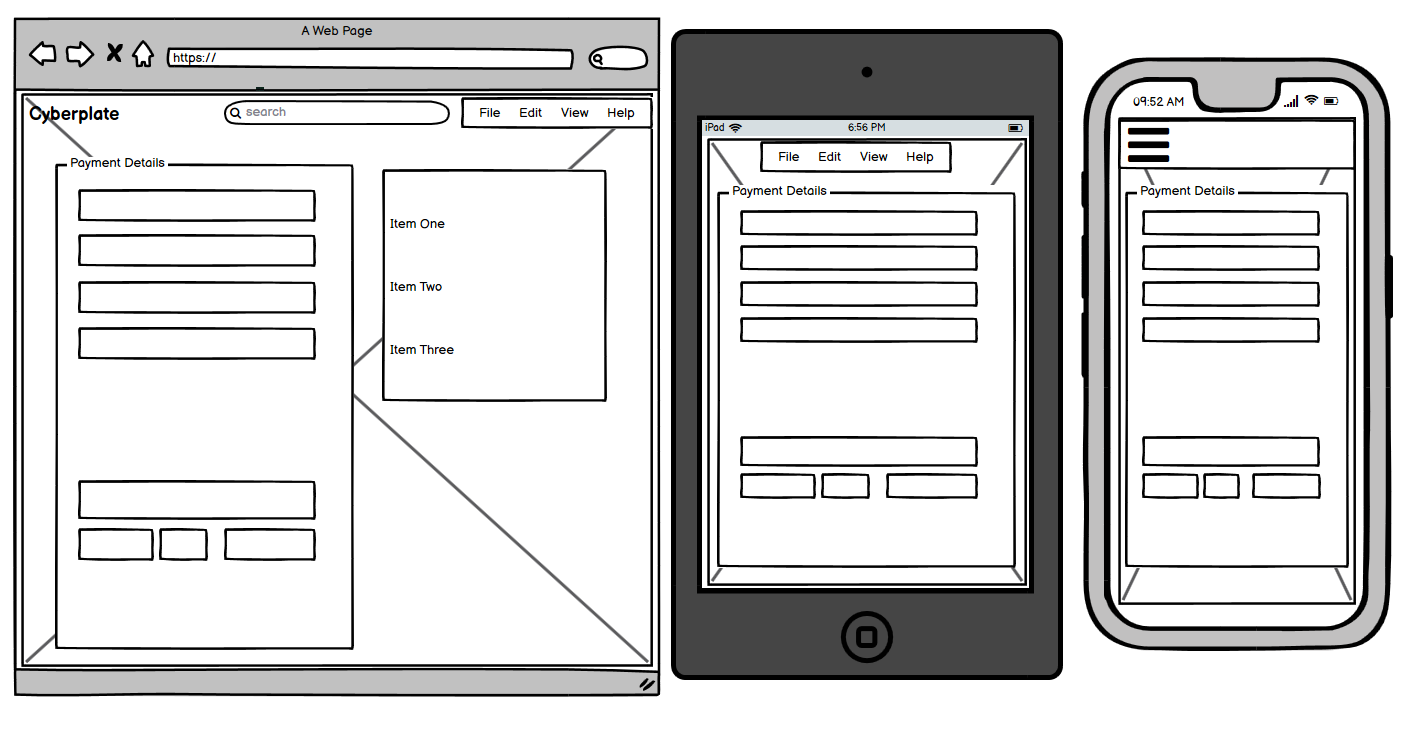 A Web Page
https://
Cyberplate
search
File Edit View Help
Payment Details
Item One
Item Two
Item Three
iPad 6:56 PM
File Edit View Help
Payment Details
09:52 AM
Payment Details